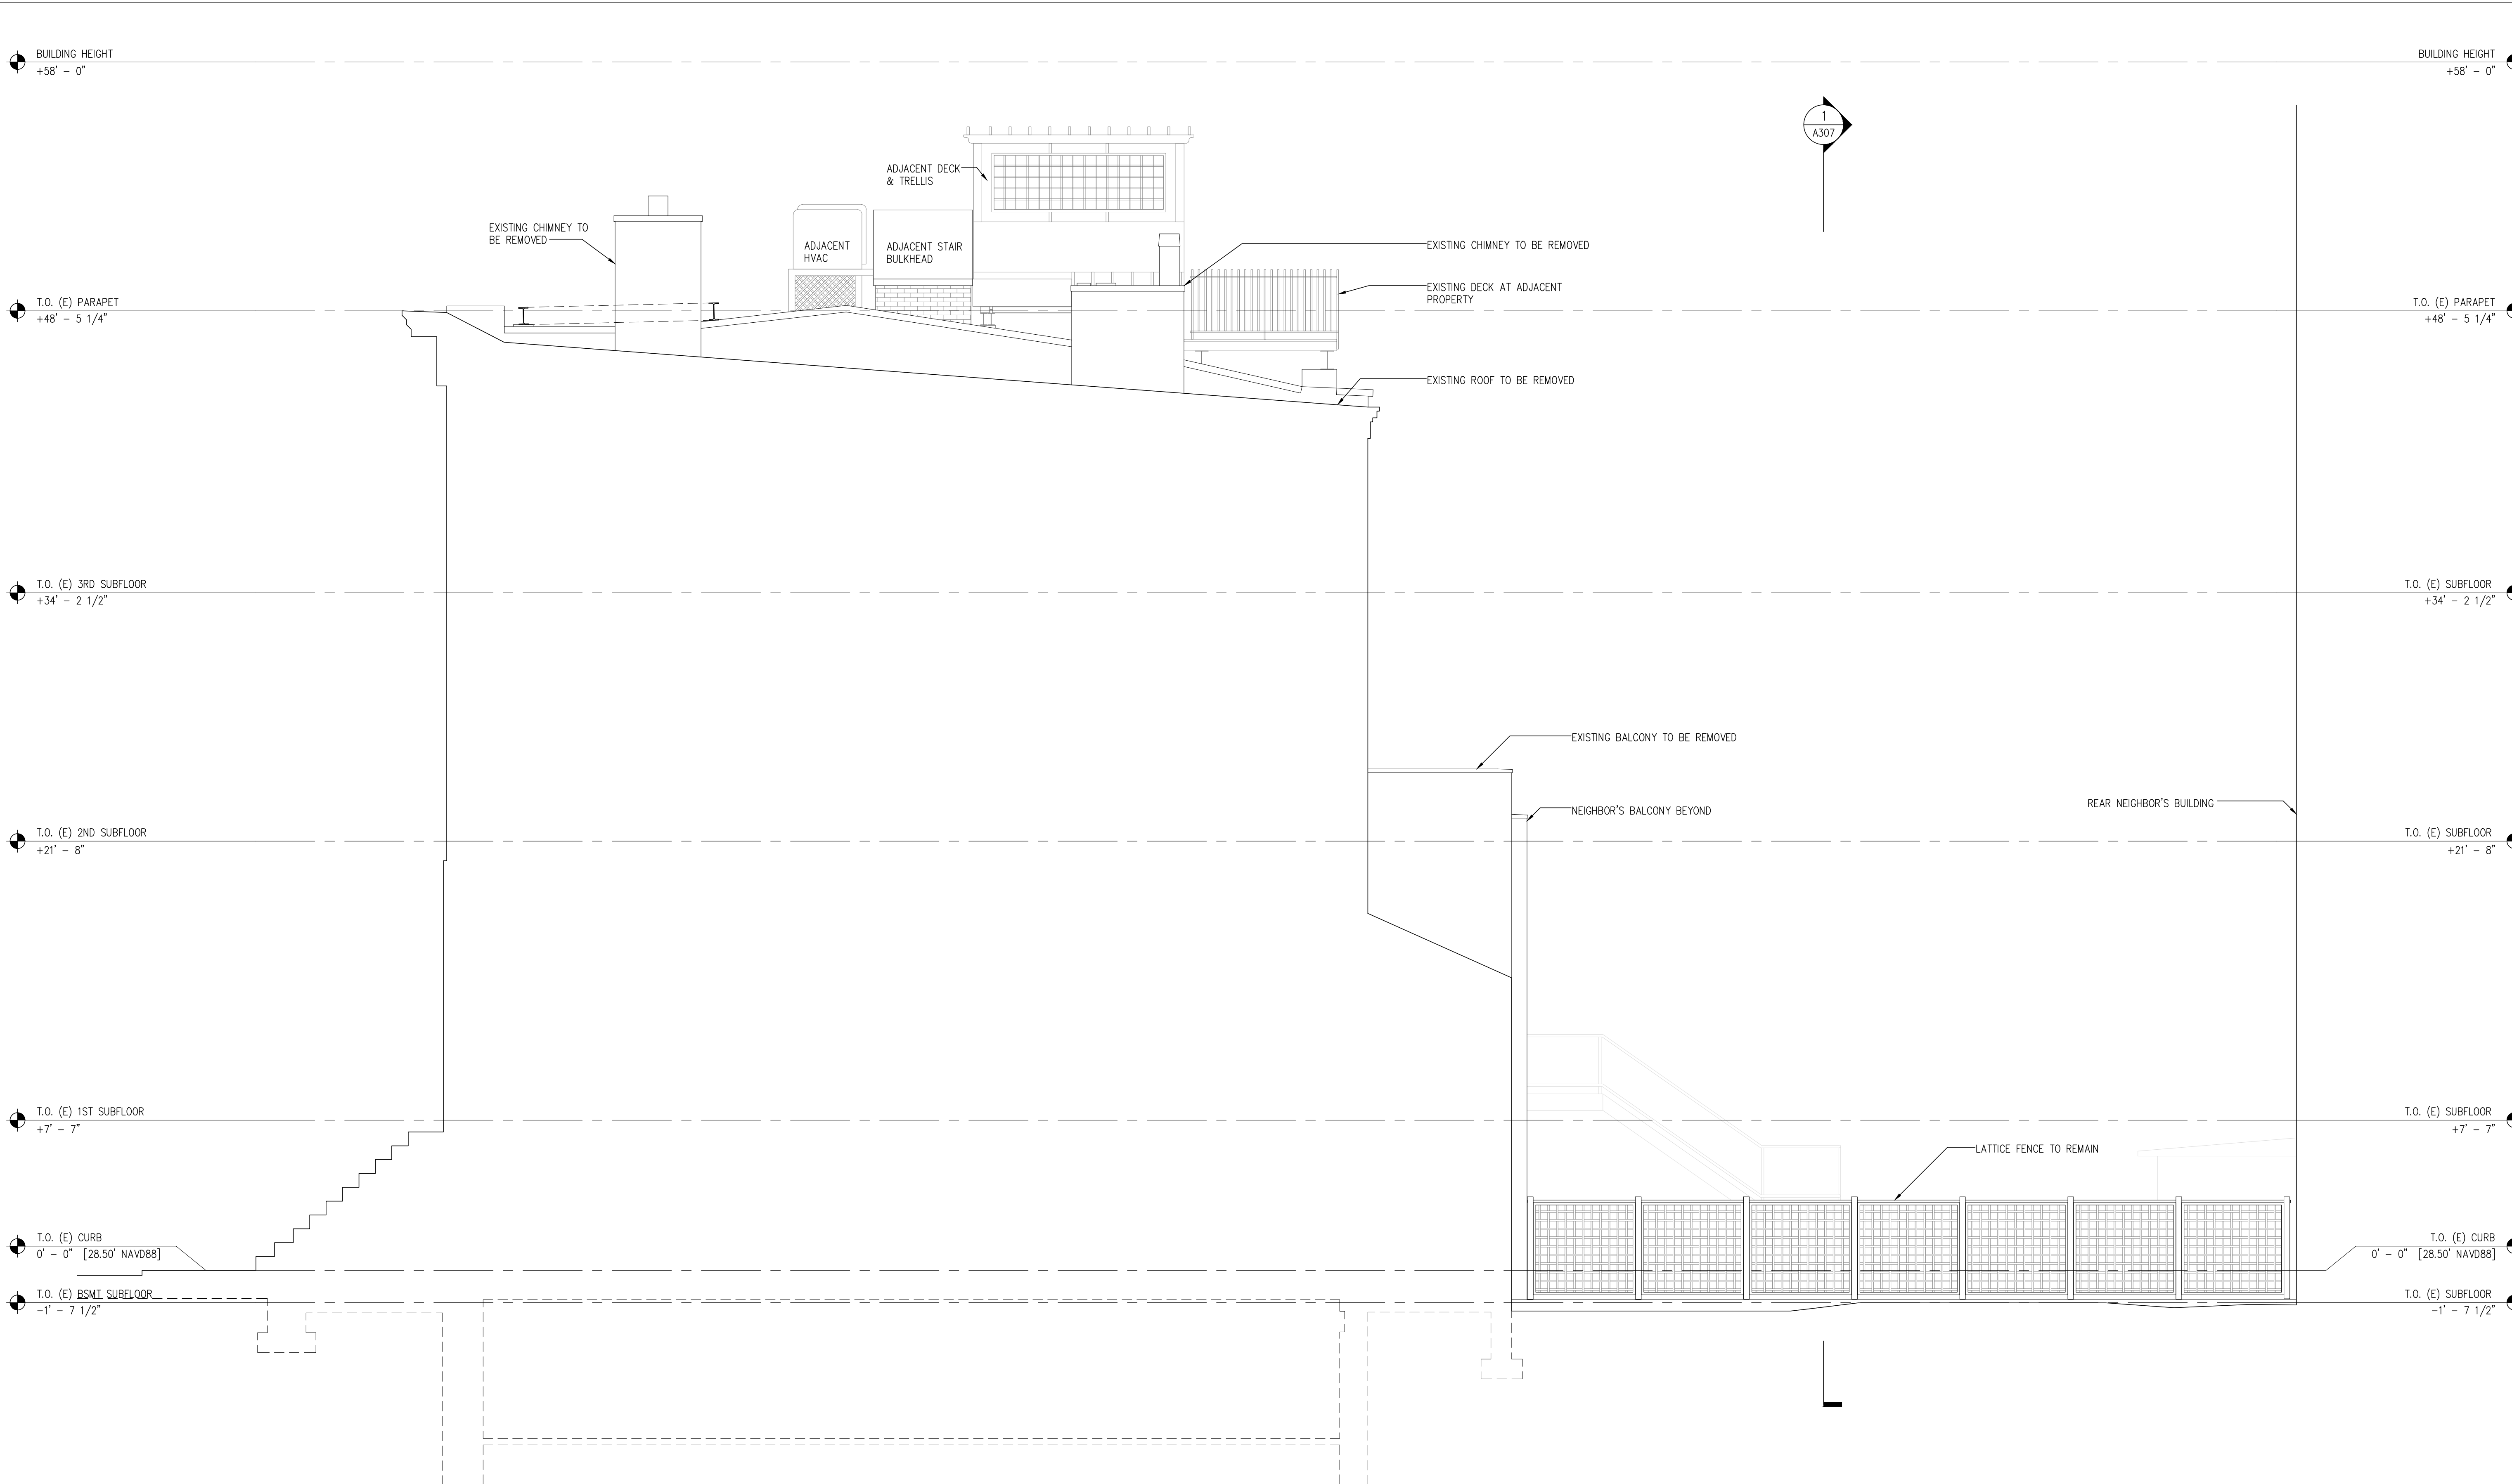 BUILDING HEIGHT
+58' - 0"
BUILDING HEIGHT
+58' - 0"
1
A307
ADJACENT DECK
& TRELLIS
EXISTING CHIMNEY TO
BE REMOVED
ADJACENT
HVAC
ADJACENT STAIR
BULKHEAD
EXISTING CHIMNEY TO BE REMOVED
EXISTING DECK AT ADJACENT
PROPERTY
T.O. (E) PARAPET
+48' - 5 1/4"
T.O. (E) PARAPET
+48' - 5 1/4"
EXISTING ROOF TO BE REMOVED
T.O. (E) 3RD SUBFLOOR
+34' - 2 1/2"
T.O. (E) SUBFLOOR
+34' - 2 1/2"
EXISTING BALCONY TO BE REMOVED
NEIGHBOR'S BALCONY BEYOND
REAR NEIGHBOR'S BUILDING
T.O. (E) 2ND SUBFLOOR
+21' - 8"
T.O. (E) SUBFLOOR
+21' - 8"
T.O. (E) 1ST SUBFLOOR
+7' - 7"
T.O. (E) SUBFLOOR
+7' - 7"
LATTICE FENCE TO REMAIN
T.O. (E) CURB
0' - 0" [28.50' NAVD88]
T.O. (E) CURB
0' - 0" [28.50' NAVD88]
T.O. (E) BSMT SUBFLOOR
-1' - 7 1/2"
T.O. (E) SUBFLOOR
-1' - 7 1/2"